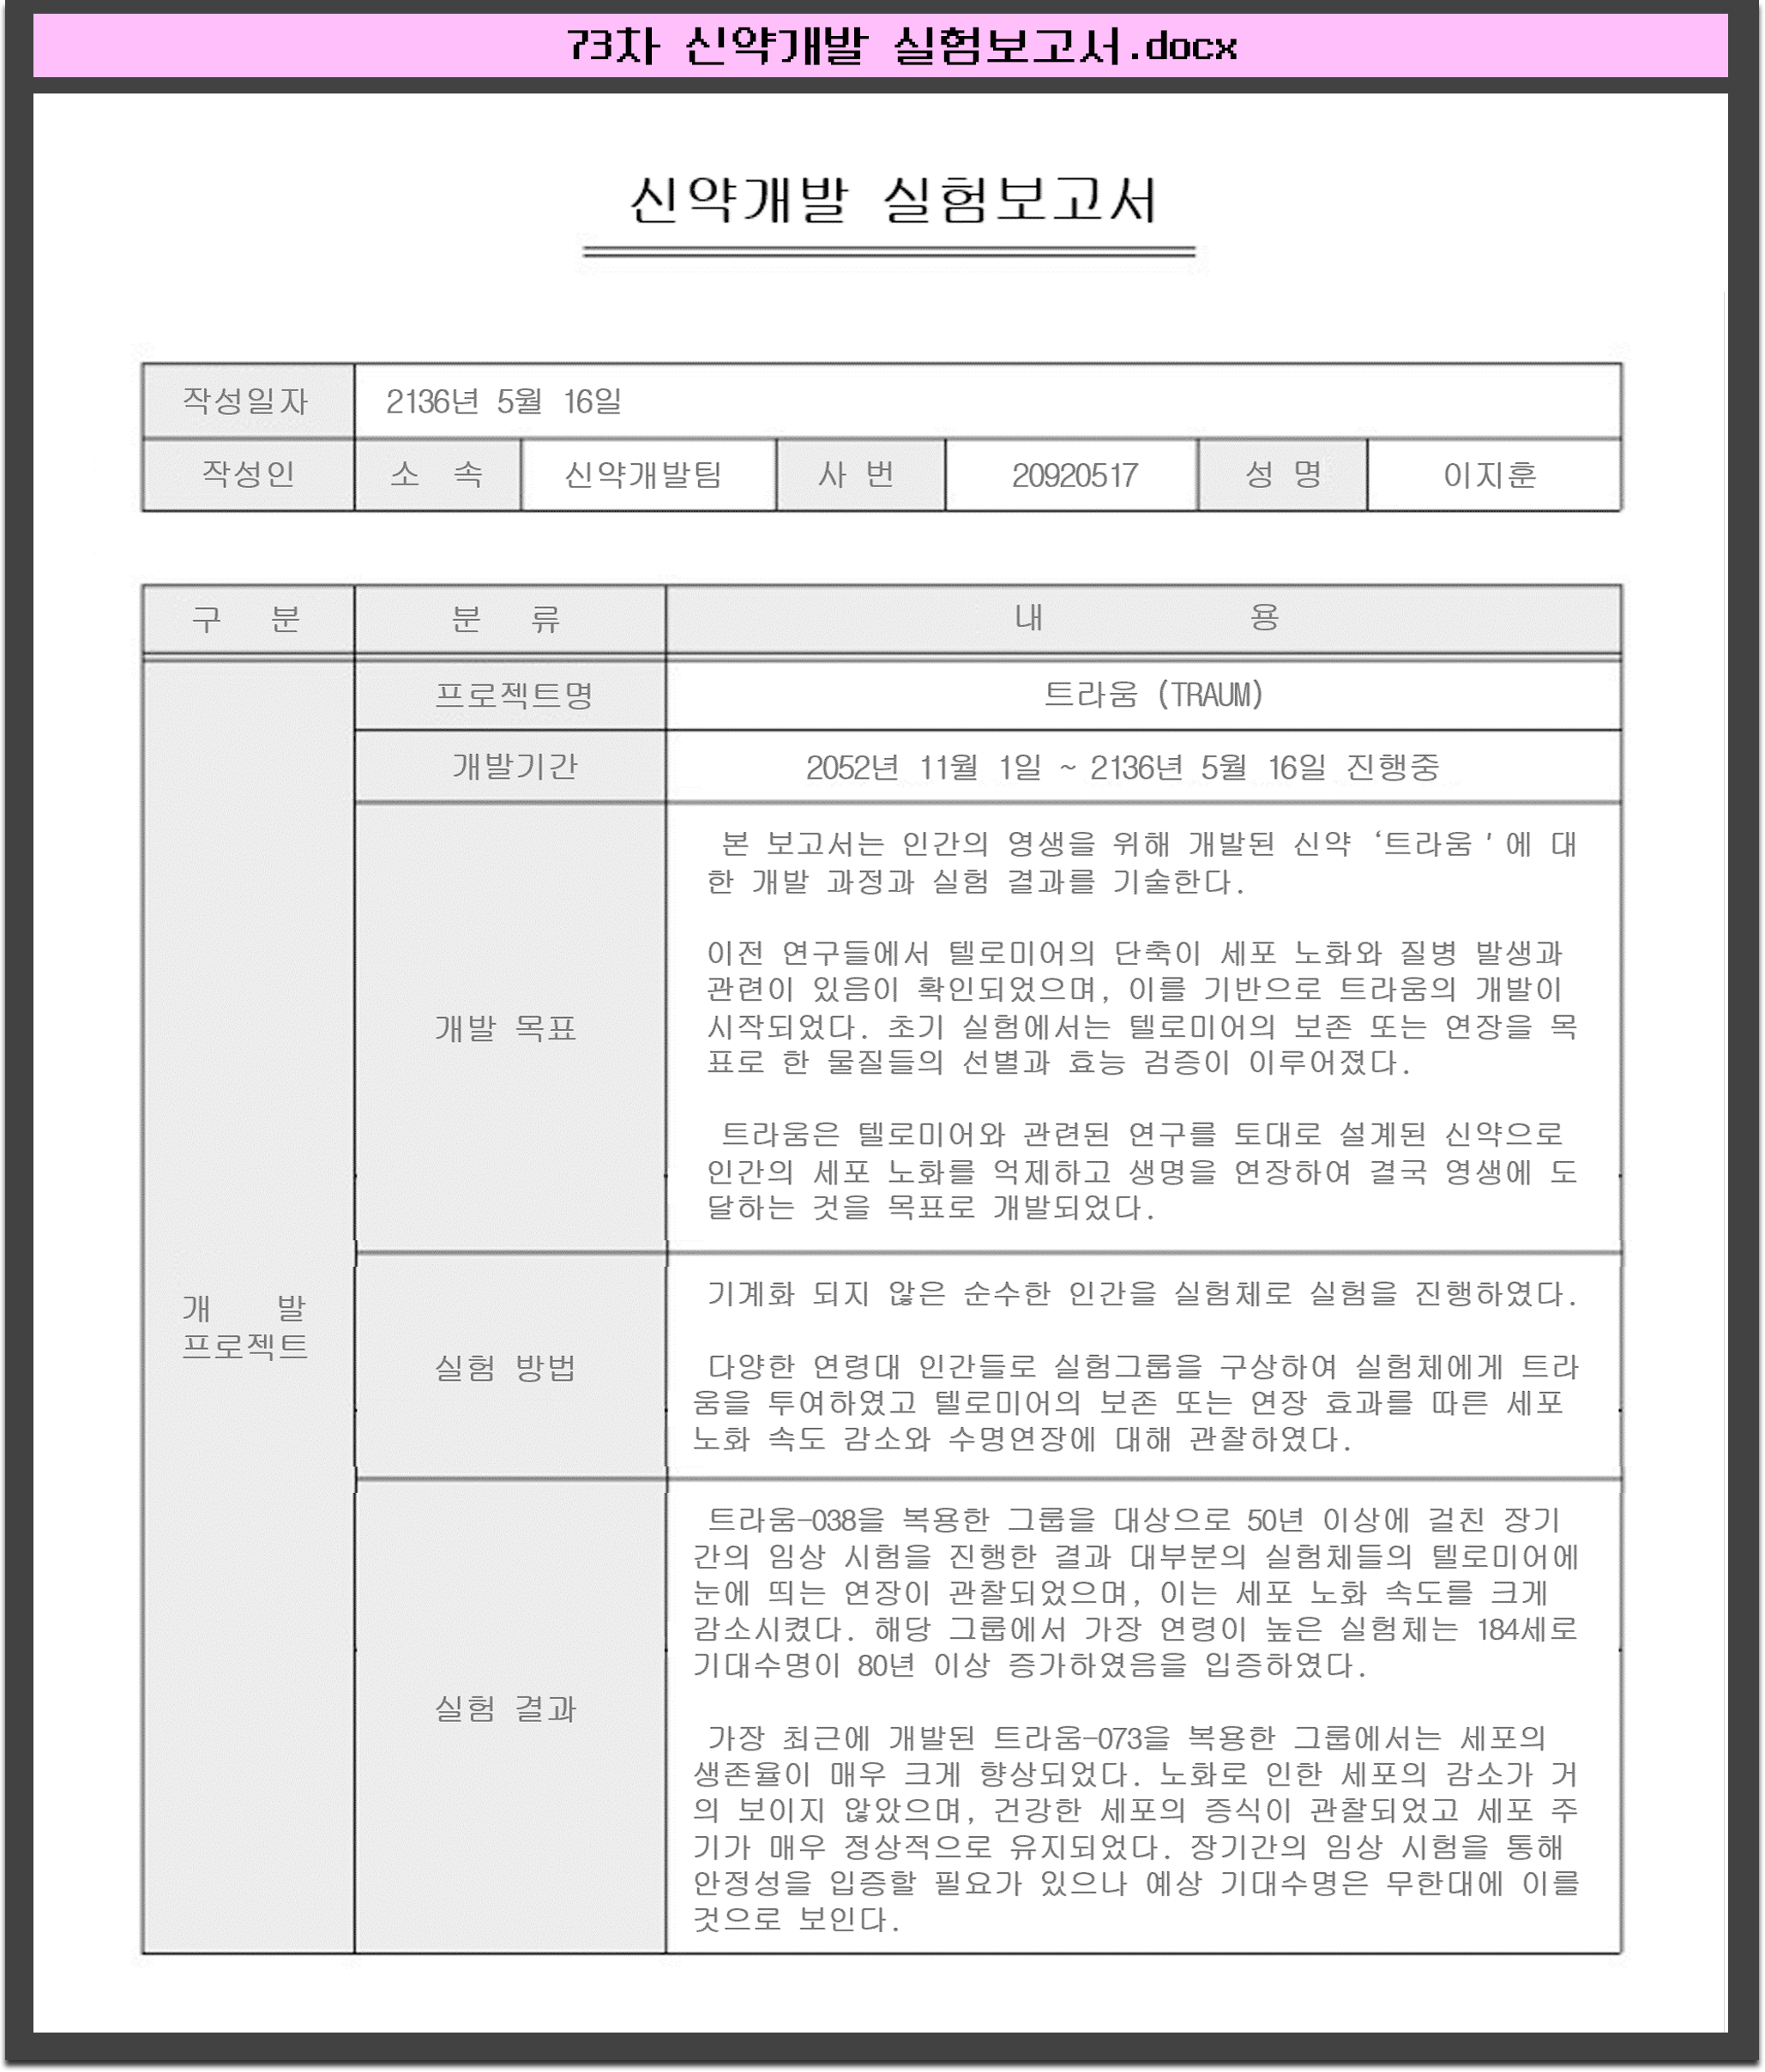 73차 신약개발 실험보고서.docx
신약개발 실험보고서
작성일자 2136년 5월 16일
작성인 소 속 신약개발팀 사 번 20920517 성 명 이지훈
구 분 분 류 내 용
프로젝트명 트라움 (TRAUM)
개발기간 2052년 11월 1일 ~ 2136년 5월 16일 진행중
개 발
프로젝트
개발 목표
본 보고서는 인간의 영생을 위해 개발된 신약 ‘트라움'에 대
한 개발 과정과 실험 결과를 기술한다.
이전 연구들에서 텔로미어의 단축이 세포 노화와 질병 발생과
관련이 있음이 확인되었으며, 이를 기반으로 트라움의 개발이
시작되었다. 초기 실험에서는 텔로미어의 보존 또는 연장을 목
표로 한 물질들의 선별과 효능 검증이 이루어졌다.
트라움은 텔로미어와 관련된 연구를 토대로 설계된 신약으로
인간의 세포 노화를 억제하고 생명을 연장하여 결국 영생에 도
달하는 것을 목표로 개발되었다.
실험 방법
기계화 되지 않은 순수한 인간을 실험체로 실험을 진행하였다.
다양한 연령대 인간들로 실험그룹을 구상하여 실험체에게 트라
움을 투여하였고 텔로미어의 보존 또는 연장 효과를 따른 세포
노화 속도 감소와 수명연장에 대해 관찰하였다.
실험 결과
트라움-038을 복용한 그룹을 대상으로 50년 이상에 걸친 장기
간의 임상 시험을 진행한 결과 대부분의 실험체들의 텔로미어에
눈에 띄는 연장이 관찰되었으며, 이는 세포 노화 속도를 크게
감소시켰다. 해당 그룹에서 가장 연령이 높은 실험체는 184세로
기대수명이 80년 이상 증가하였음을 입증하였다.
가장 최근에 개발된 트라움-073을 복용한 그룹에서는 세포의
생존율이 매우 크게 향상되었다. 노화로 인한 세포의 감소가 거
의 보이지 않았으며, 건강한 세포의 증식이 관찰되었고 세포 주
기가 매우 정상적으로 유지되었다. 장기간의 임상 시험을 통해
안정성을 입증할 필요가 있으나 예상 기대수명은 무한대에 이를
것으로 보인다.